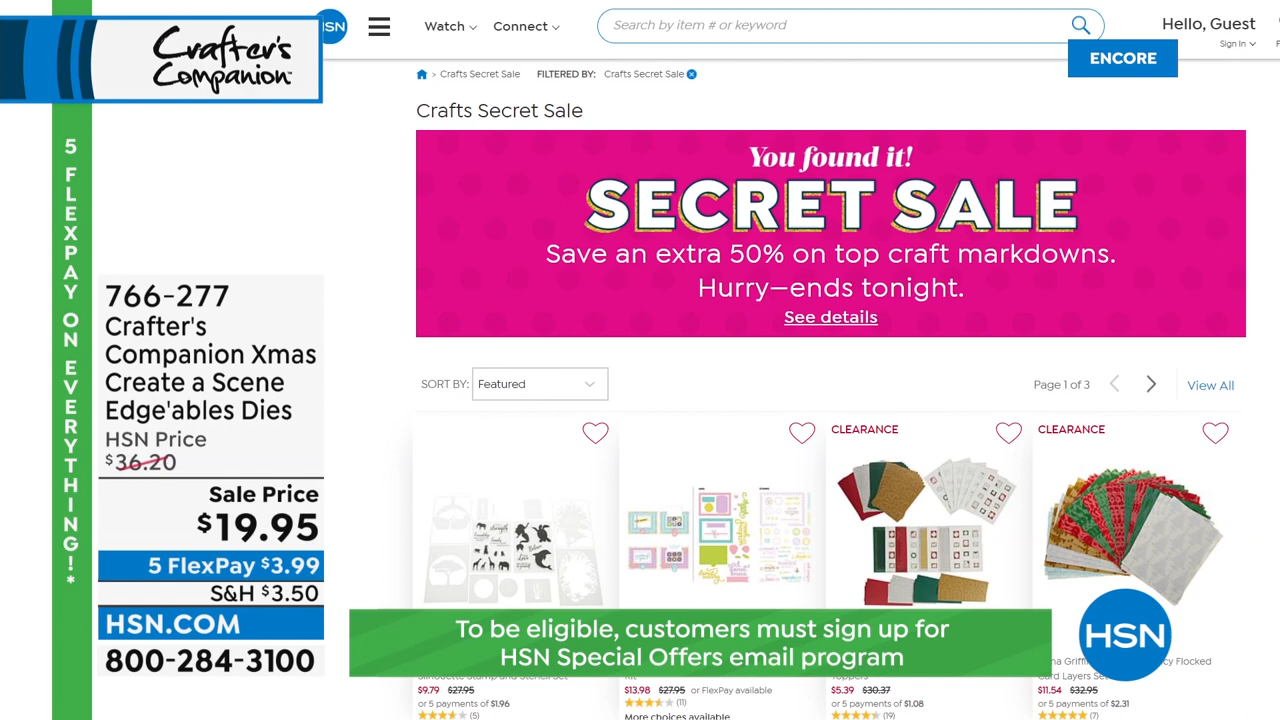 Crafter's
Companion
5 FLEXPAY ON EVERYTHING!*
766-277
Crafter's
Companion Xmas
Create a Scene
Edge'ables Dies
HSN Price
$36.20
Sale Price
$19.95
5 FlexPay $3.99
S&H $3.50
HSN.COM
800-284-3100
HSN
Watch
Connect
Search by item # or keyword
Hello, Guest
Sign In
ENCORE
> Crafts Secret Sale FILTERED BY: Crafts Secret Sale
Crafts Secret Sale
You found it!
SECRET SALE
Save an extra 50% on top craft markdowns.
Hurry—ends tonight.
See details
SORT BY: Featured
Page 1 of 3
View All
CLEARANCE
CLEARANCE
To be eligible, customers must sign up for
HSN Special Offers email program
HSN
Flocked
Card Layers
$9.79 $27.95
or 5 payments of $1.96
(5)
$13.98 $27.95 or FlexPay available
(11)
More choices available
$5.39 $30.37
or 5 payments of $1.08
(19)
$11.54 $32.95
or 5 payments of $2.31
(7)